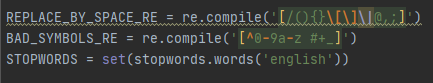 REPLACE_BY_SPACE_RE = re.compile('[/(){}\[\]\|@,;]')
BAD_SYMBOLS_RE = re.compile('[^0-9a-z #+_]')
STOPWORDS = set(stopwords.words('english'))